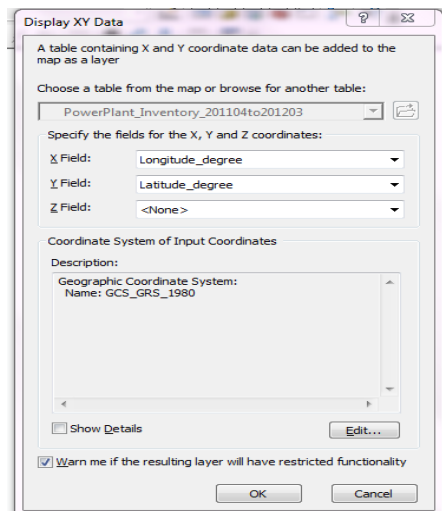 Display XY Data
?
A table containing X and Y coordinate data can be added to the
map as a layer
Choose a table from the map or browse for another table:
PowerPlant_Inventory_201104to201203
Specify the fields for the X, Y and Z coordinates:
X Field: Longitude_degree
Y Field: Latitude_degree
Z Field: <None>
Coordinate System of Input Coordinates
Description:
Geographic Coordinate System:
Name: GCS_GRS_1980
Show Details Edit...
Warn me if the resulting layer will have restricted functionality
OK Cancel